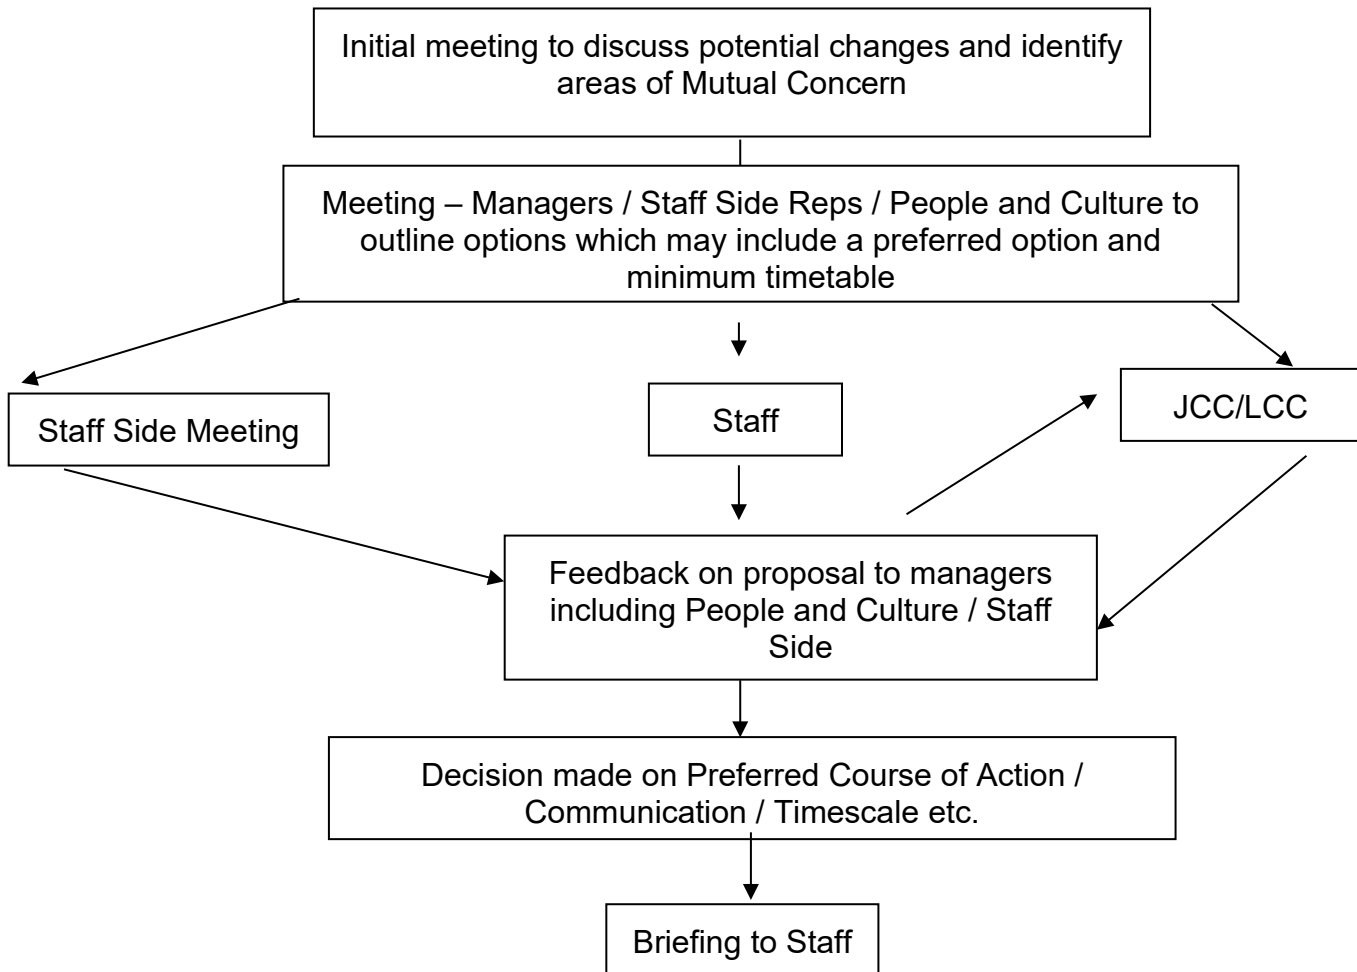 Initial meeting to discuss potential changes and identify
areas of Mutual Concern
Meeting – Managers / Staff Side Reps / People and Culture to
outline options which may include a preferred option and
minimum timetable
Staff Side Meeting
Staff
JCC/LCC
Feedback on proposal to managers
including People and Culture / Staff
Side
Decision made on Preferred Course of Action /
Communication / Timescale etc.
Briefing to Staff